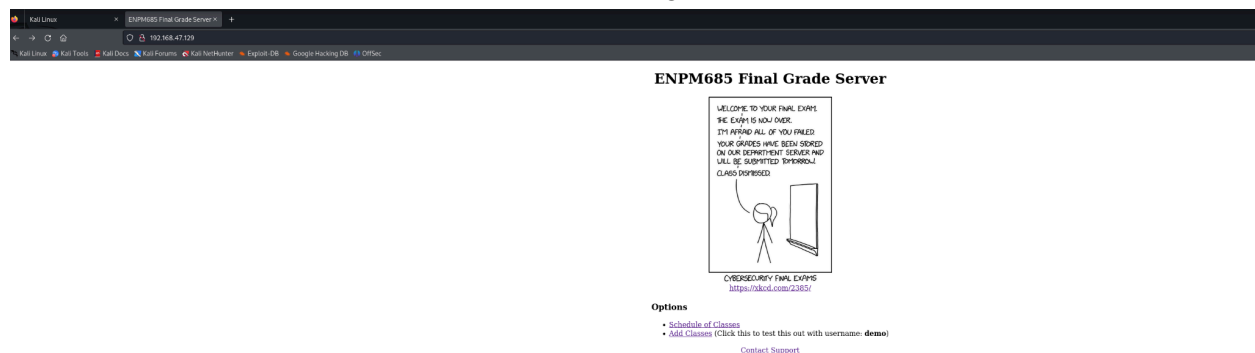 Kali Linux
ENPM685 Final Grade Server
192.168.47.129
Kali Linux Kali Tools Kali Docs Kali Forums Kali NetHunter Exploit-DB Google Hacking DB OffSec
ENPM685 Final Grade Server
WELCOME TO YOUR FINAL EXAM.
THE EXAM IS NOW OVER.
I'M AFRAID ALL OF YOU FAILED.
YOUR GRADES HAVE BEEN STORED
ON OUR DEPARTMENT SERVER AND
WILL BE SUBMITTED TOMORROW.
CLASS DISMISSED.
CYBERSECURITY FINAL EXAMS
https://xkcd.com/2385/
Options
Schedule of Classes
Add Classes (Click this to test this out with username: demo)
Contact Support